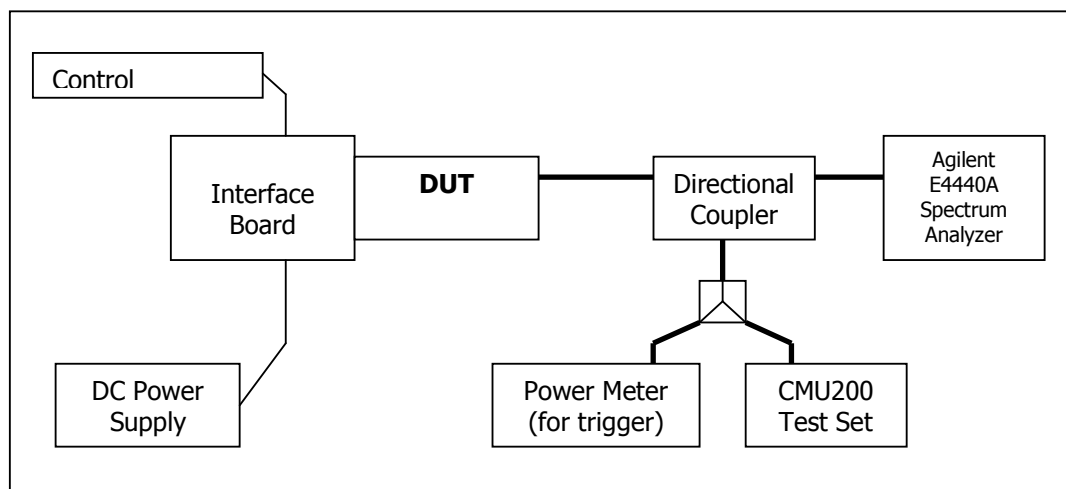 Control
Interface
Board
DUT
Directional
Coupler
Agilent
E4440A
Spectrum
Analyzer
DC Power
Supply
Power Meter
(for trigger)
CMU200
Test Set